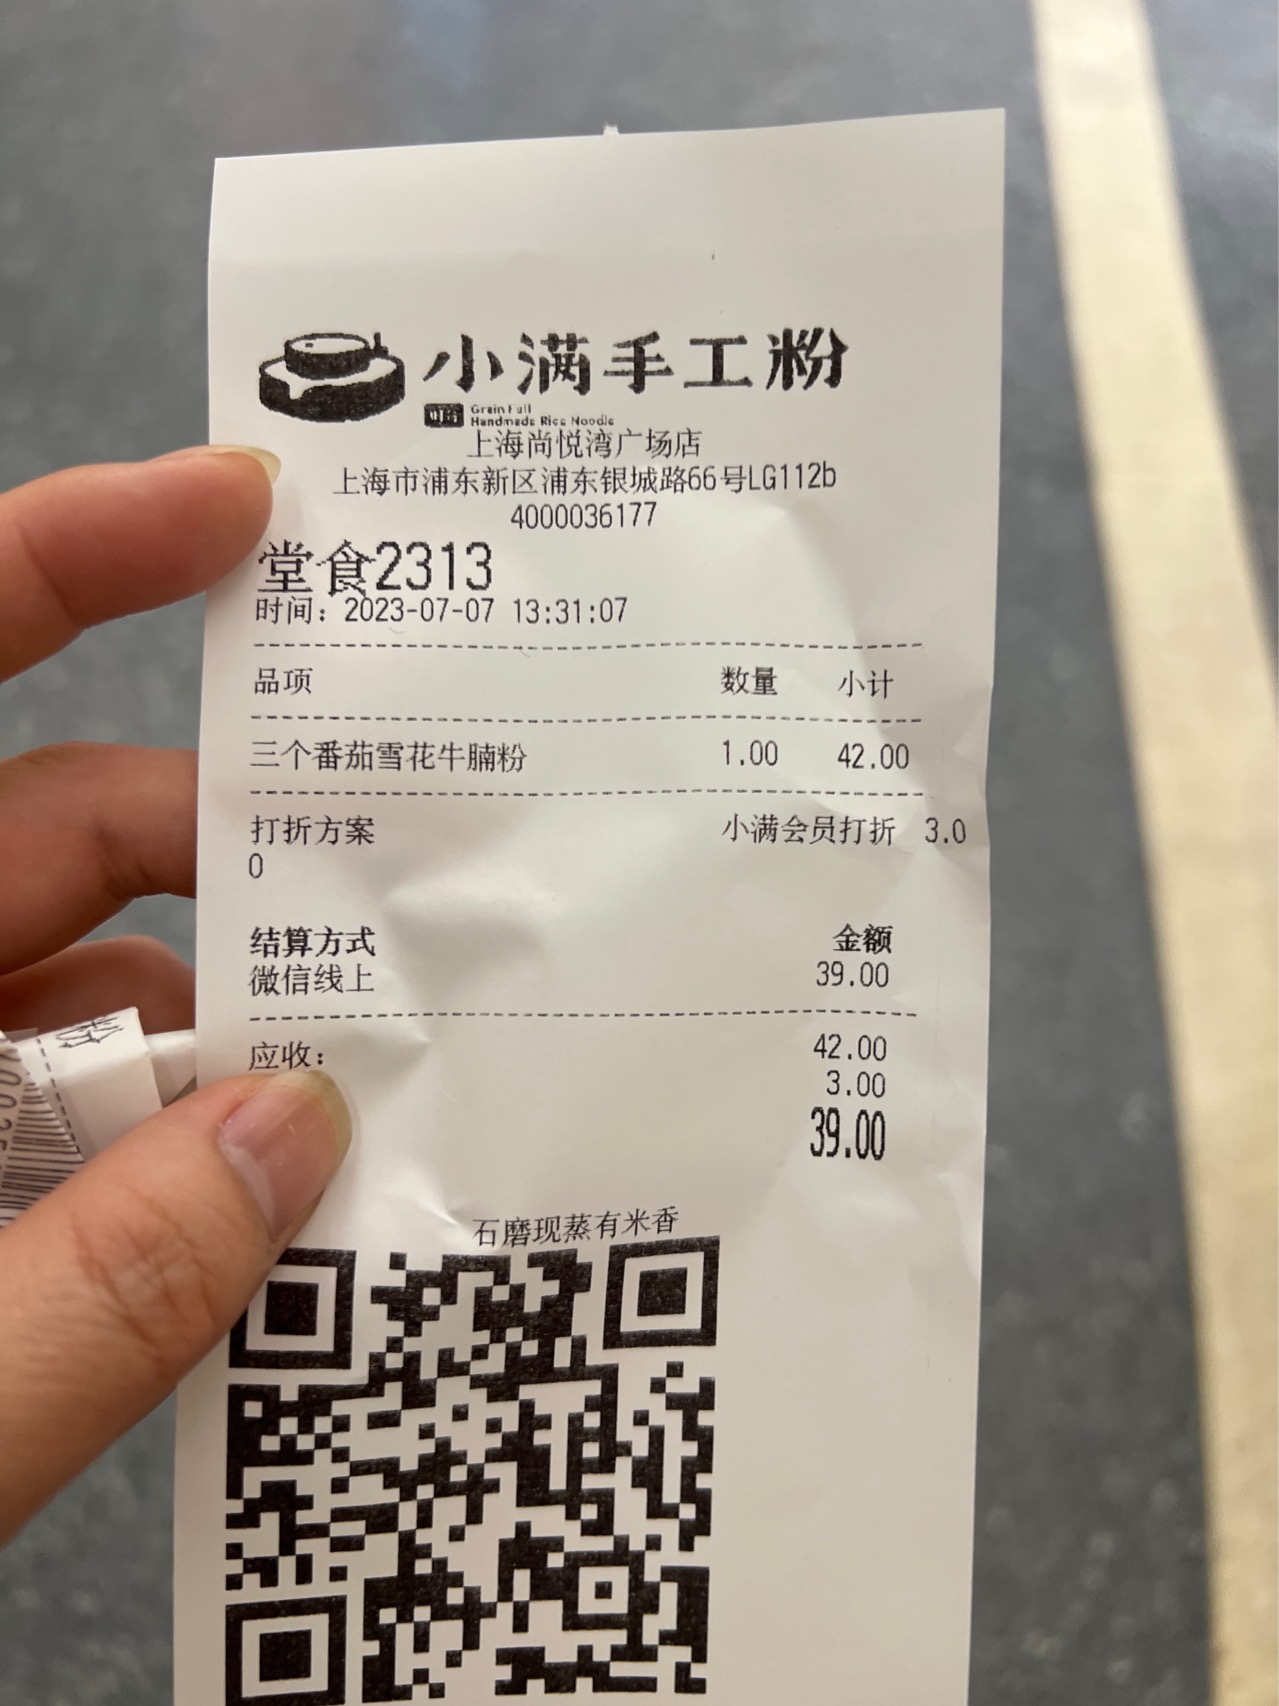 小满手工粉
Grain Full
Handmade Rice Noodle
上海尚悦湾广场店
上海市浦东新区浦东银城路66号LG112b
4000036177
堂食2313
时间：2023-07-07 13:31:07
品项 数量 小计
三个番茄雪花牛腩粉 1.00 42.00
打折方案 小满会员打折 3.0
0
结算方式 金额
微信线上 39.00
应收： 42.00
3.00
39.00
石磨现蒸有米香
粉